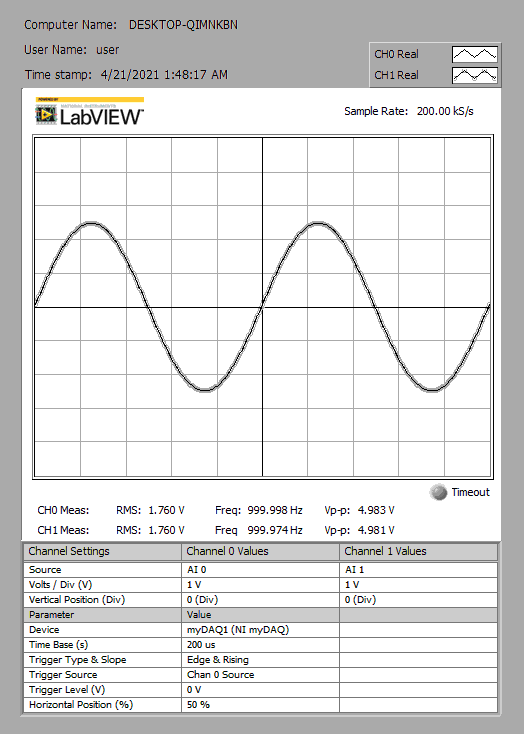 Computer Name: DESKTOP-QIMNKBN
User Name: user
Time stamp: 4/21/2021 1:48:17 AM
CH0 Real
CH1 Real
POWERED BY
NATIONAL INSTRUMENTS
LabVIEW™
Sample Rate: 200.00 kS/s
Timeout
CH0 Meas: RMS: 1.760 V Freq: 999.998 Hz Vp-p: 4.983 V
CH1 Meas: RMS: 1.760 V Freq 999.974 Hz Vp-p: 4.981 V
Channel Settings Channel 0 Values Channel 1 Values
Source AI 0 AI 1
Volts / Div (V) 1 V 1 V
Vertical Position (Div) 0 (Div) 0 (Div)
Parameter Value
Device myDAQ1 (NI myDAQ)
Time Base (s) 200 us
Trigger Type & Slope Edge & Rising
Trigger Source Chan 0 Source
Trigger Level (V) 0 V
Horizontal Position (%) 50 %